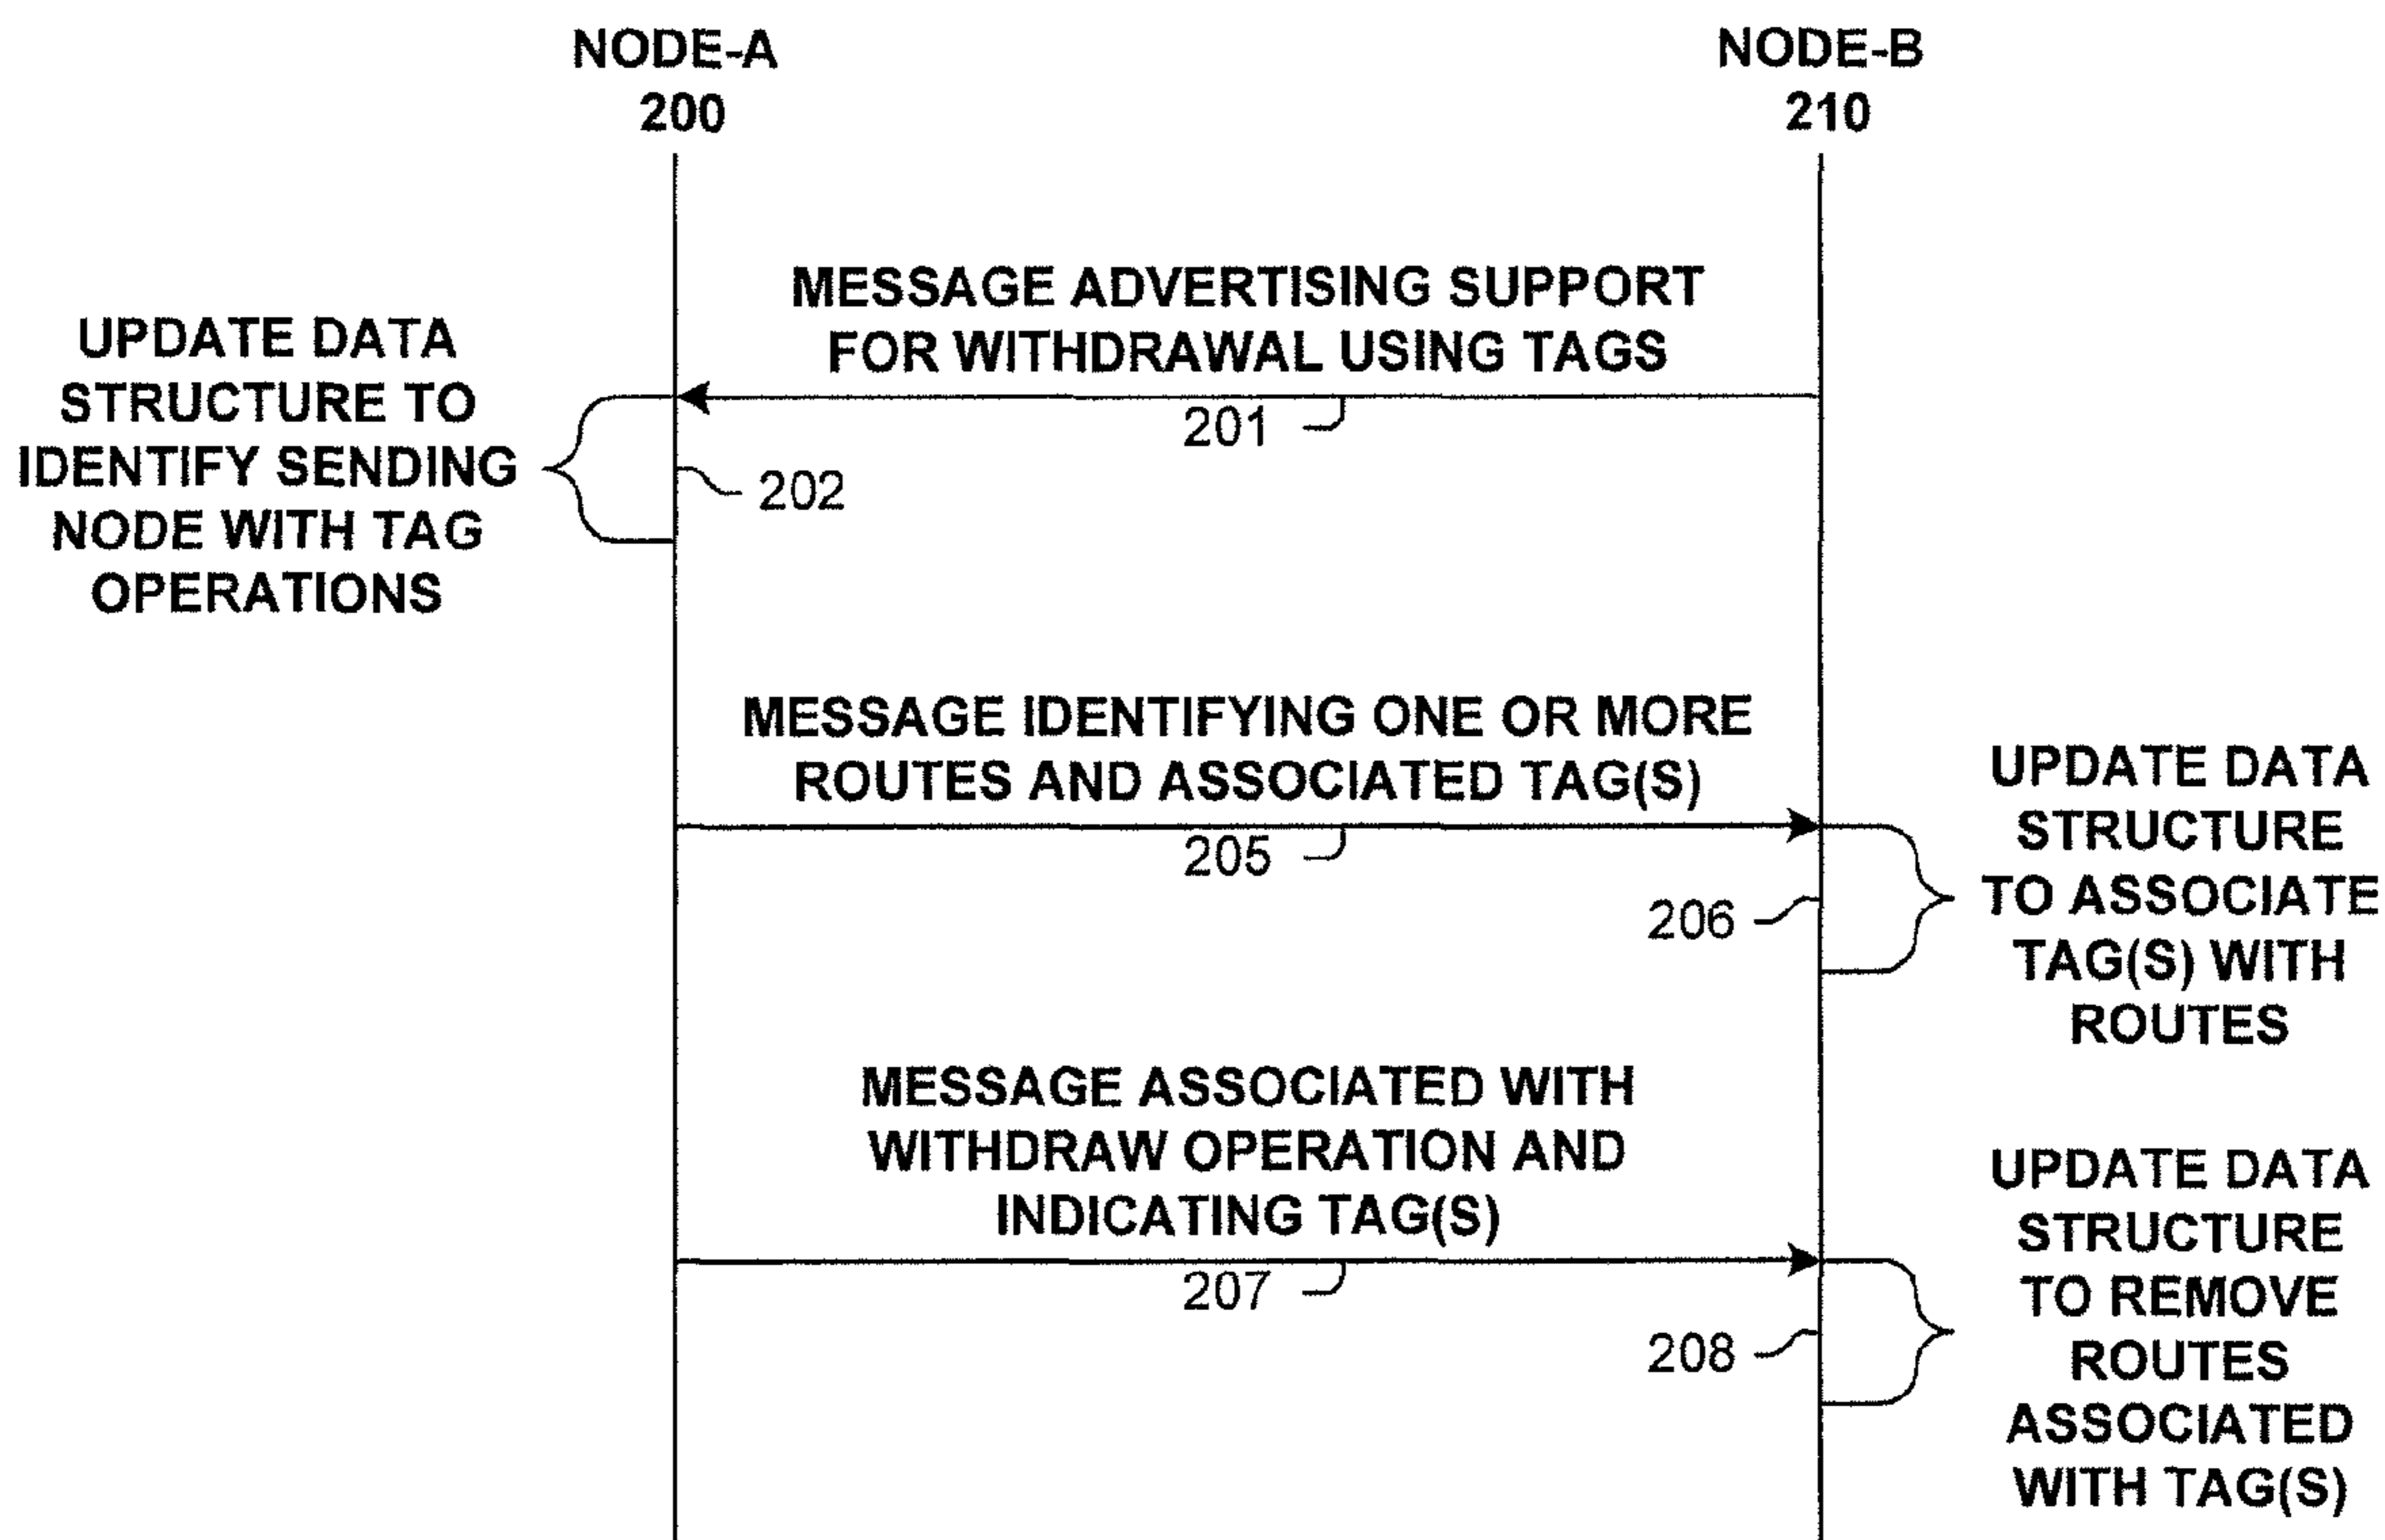 NODE-A
200
NODE-B
210
MESSAGE ADVERTISING SUPPORT
FOR WITHDRAWAL USING TAGS
201
UPDATE DATA
STRUCTURE TO
IDENTIFY SENDING
NODE WITH TAG
OPERATIONS
202
MESSAGE IDENTIFYING ONE OR MORE
ROUTES AND ASSOCIATED TAG(S)
205
UPDATE DATA
STRUCTURE
TO ASSOCIATE
TAG(S) WITH
ROUTES
206
MESSAGE ASSOCIATED WITH
WITHDRAW OPERATION AND
INDICATING TAG(S)
207
UPDATE DATA
STRUCTURE
TO REMOVE
ROUTES
ASSOCIATED
WITH TAG(S)
208